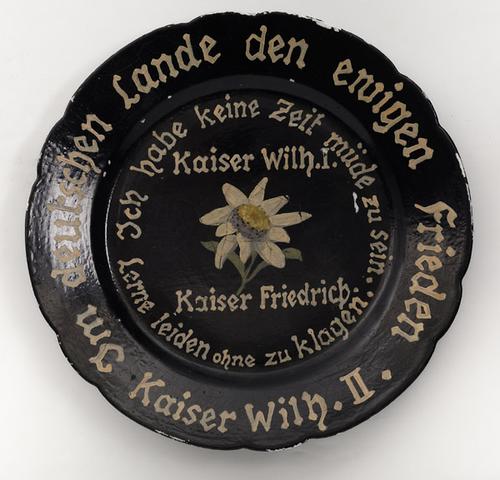 Im deutschen Lande den ewigen Frieden
Kaiser Wilh. II.
Ich habe keine Zeit müde zu sein.
Kaiser Wilh. I.
Kaiser Friedrich.
Lerne leiden ohne zu klagen.